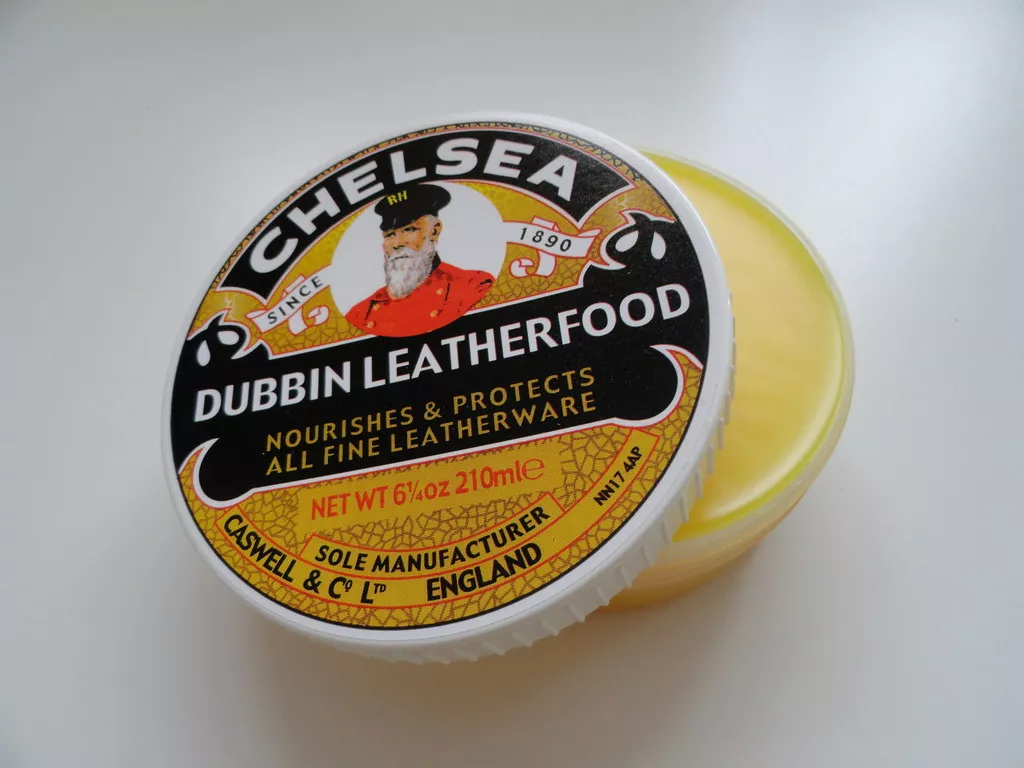 CHELSEA
RH
SINCE 1890
DUBBIN LEATHERFOOD
NOURISHES & PROTECTS
ALL FINE LEATHERWARE
NET WT 6¼oz 210ml℮
NN17 4AP
SOLE MANUFACTURER
CASWELL & Cº LTD ENGLAND